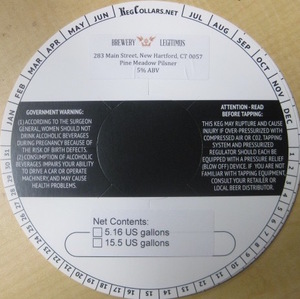 KEGCOLLARS.NET
JAN FEB MAR APR MAY JUN
JUL AUG SEP OCT NOV DEC
BREWERY LEGITIMUS
283 Main Street, New Hartford, CT 0057
Pine Meadow Pilsner
5% ABV
GOVERNMENT WARNING:
(1) ACCORDING TO THE SURGEON
GENERAL, WOMEN SHOULD NOT
DRINK ALCOHOLIC BEVERAGES
DURING PREGNANCY BECAUSE OF
THE RISK OF BIRTH DEFECTS.
(2) CONSUMPTION OF ALCOHOLIC
BEVERAGES IMPAIRS YOUR ABILITY
TO DRIVE A CAR OR OPERATE
MACHINERY, AND MAY CAUSE
HEALTH PROBLEMS.
ATTENTION - READ
BEFORE TAPPING:
THIS KEG MAY RUPTURE AND CAUSE
INJURY IF OVER-PRESSURIZED WITH
COMPRESSED AIR OR CO2. TAPPING
SYSTEM AND PRESSURIZED
REGULATOR SHOULD EACH BE
EQUIPPED WITH A PRESSURE RELIEF
(BLOW OFF) DEVICE. IF YOU ARE NOT
FAMILIAR WITH TAPPING EQUIPMENT,
CONSULT YOUR RETAILER OR
LOCAL BEER DISTRIBUTOR.
Net Contents:
5.16 US gallons
15.5 US gallons